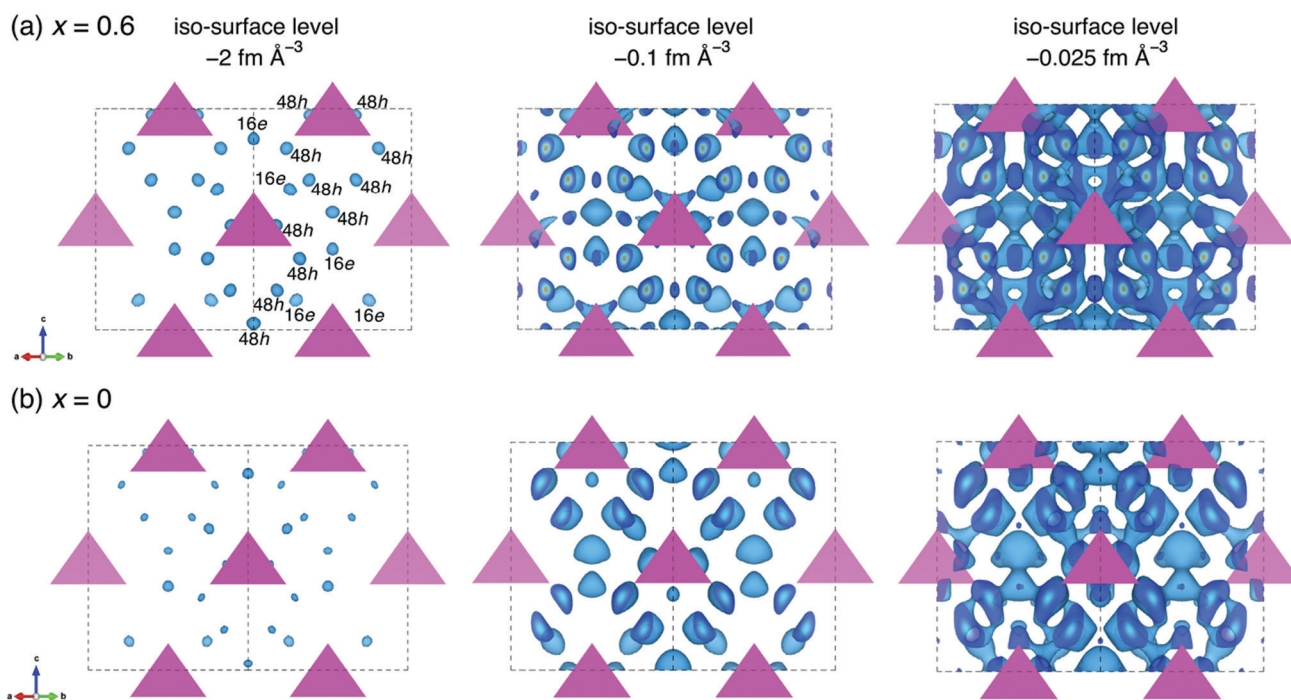 (a) x = 0.6
iso-surface level
−2 fm Å⁻³
iso-surface level
−0.1 fm Å⁻³
iso-surface level
−0.025 fm Å⁻³
48h 48h
16e
48h 48h
16e 48h 48h
48h
48h
48h 16e
48h 16e 16e
48h
c
a b
(b) x = 0
c
a b